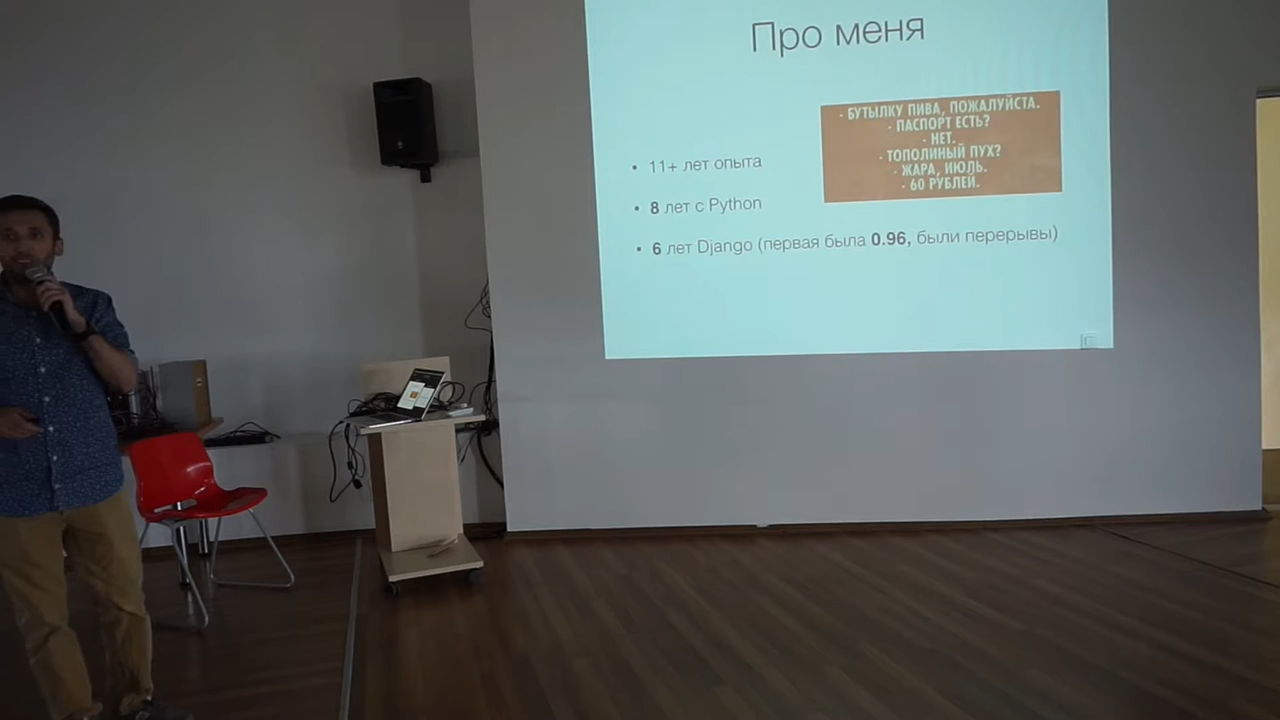 Про меня
- БУТЫЛКУ ПИВА, ПОЖАЛУЙСТА.
- ПАСПОРТ ЕСТЬ?
- НЕТ.
- ТОПОЛИНЫЙ ПУХ?
- ЖАРА, ИЮЛЬ.
- 60 РУБЛЕЙ.
• 11+ лет опыта
• 8 лет с Python
• 6 лет Django (первая была 0.96, были перерывы)